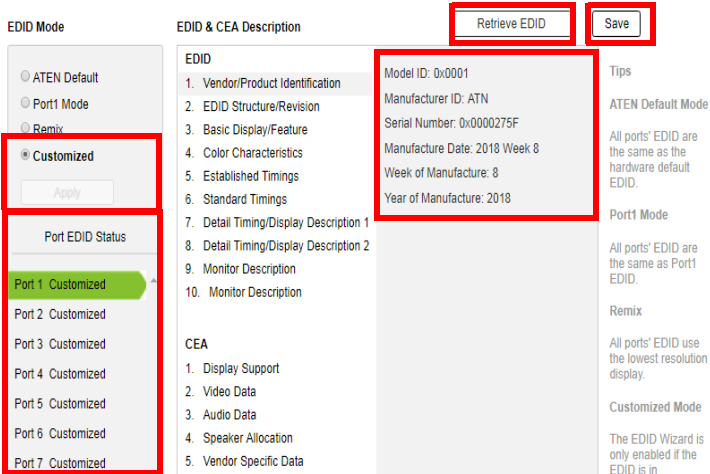 EDID Mode
ATEN Default
Port1 Mode
Remix
Customized
Apply
Port EDID Status
Port 1 Customized
Port 2 Customized
Port 3 Customized
Port 4 Customized
Port 5 Customized
Port 6 Customized
Port 7 Customized
EDID & CEA Description
Retrieve EDID
Save
EDID
1. Vendor/Product Identification
2. EDID Structure/Revision
3. Basic Display/Feature
4. Color Characteristics
5. Established Timings
6. Standard Timings
7. Detail Timing/Display Description 1
8. Detail Timing/Display Description 2
9. Monitor Description
10. Monitor Description
CEA
1. Display Support
2. Video Data
3. Audio Data
4. Speaker Allocation
5. Vendor Specific Data
Model ID: 0x0001
Manufacturer ID: ATN
Serial Number: 0x0000275F
Manufacture Date: 2018 Week 8
Week of Manufacture: 8
Year of Manufacture: 2018
Tips
ATEN Default Mode
All ports' EDID are
the same as the
hardware default
EDID.
Port1 Mode
All ports' EDID are
the same as Port1
EDID.
Remix
All ports' EDID use
the lowest resolution
display.
Customized Mode
The EDID Wizard is
only enabled if the
EDID is in